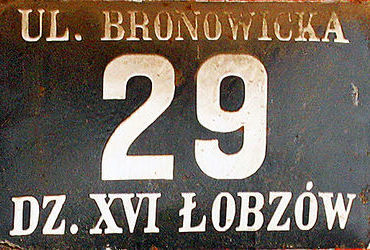 UL. BRONOWICKA
29
DZ. XVI ŁOBZÓW